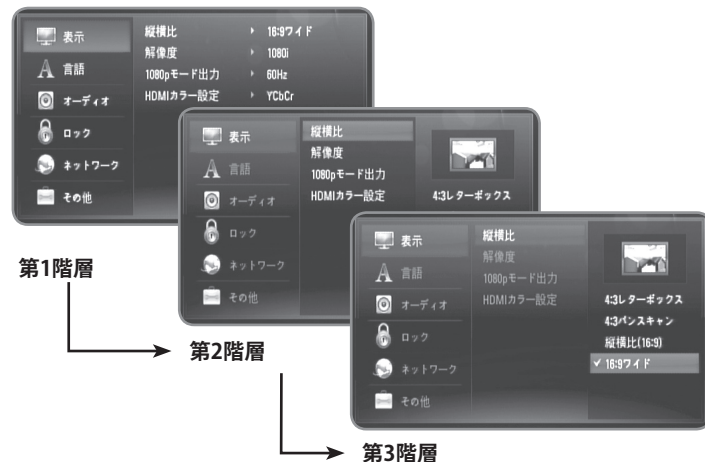 表示
言語
オーディオ
ロック
ネットワーク
その他
縦横比 16:9ワイド
解像度 1080i
1080pモード出力 60Hz
HDMIカラー設定 YCbCr
第1階層
表示
言語
オーディオ
ロック
ネットワーク
その他
縦横比
解像度
1080pモード出力
HDMIカラー設定
4:3レターボックス
第2階層
表示
言語
オーディオ
ロック
ネットワーク
その他
縦横比
解像度
1080pモード出力
HDMIカラー設定
4:3レターボックス
4:3パンスキャン
縦横比(16:9)
✓ 16:9ワイド
第3階層